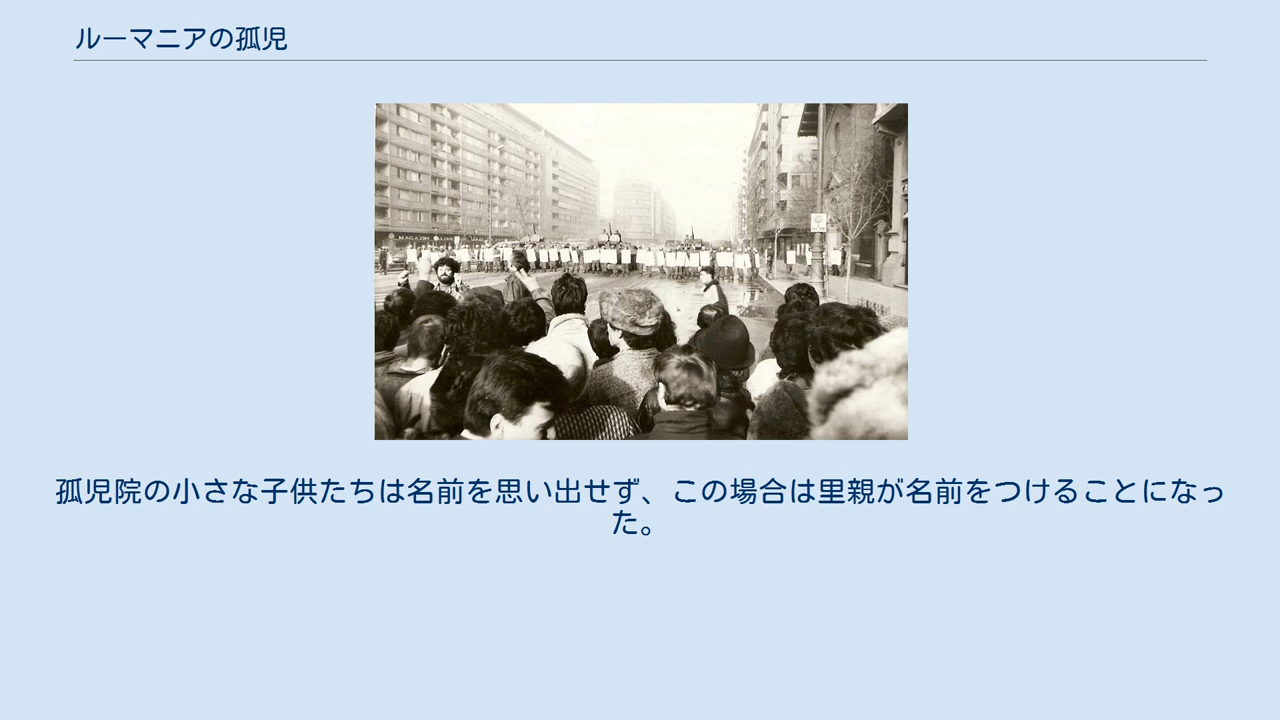 ルーマニアの孤児
MAGAZIN
孤児院の小さな子供たちは名前を思い出せず、この場合は里親が名前をつけることになっ
た。